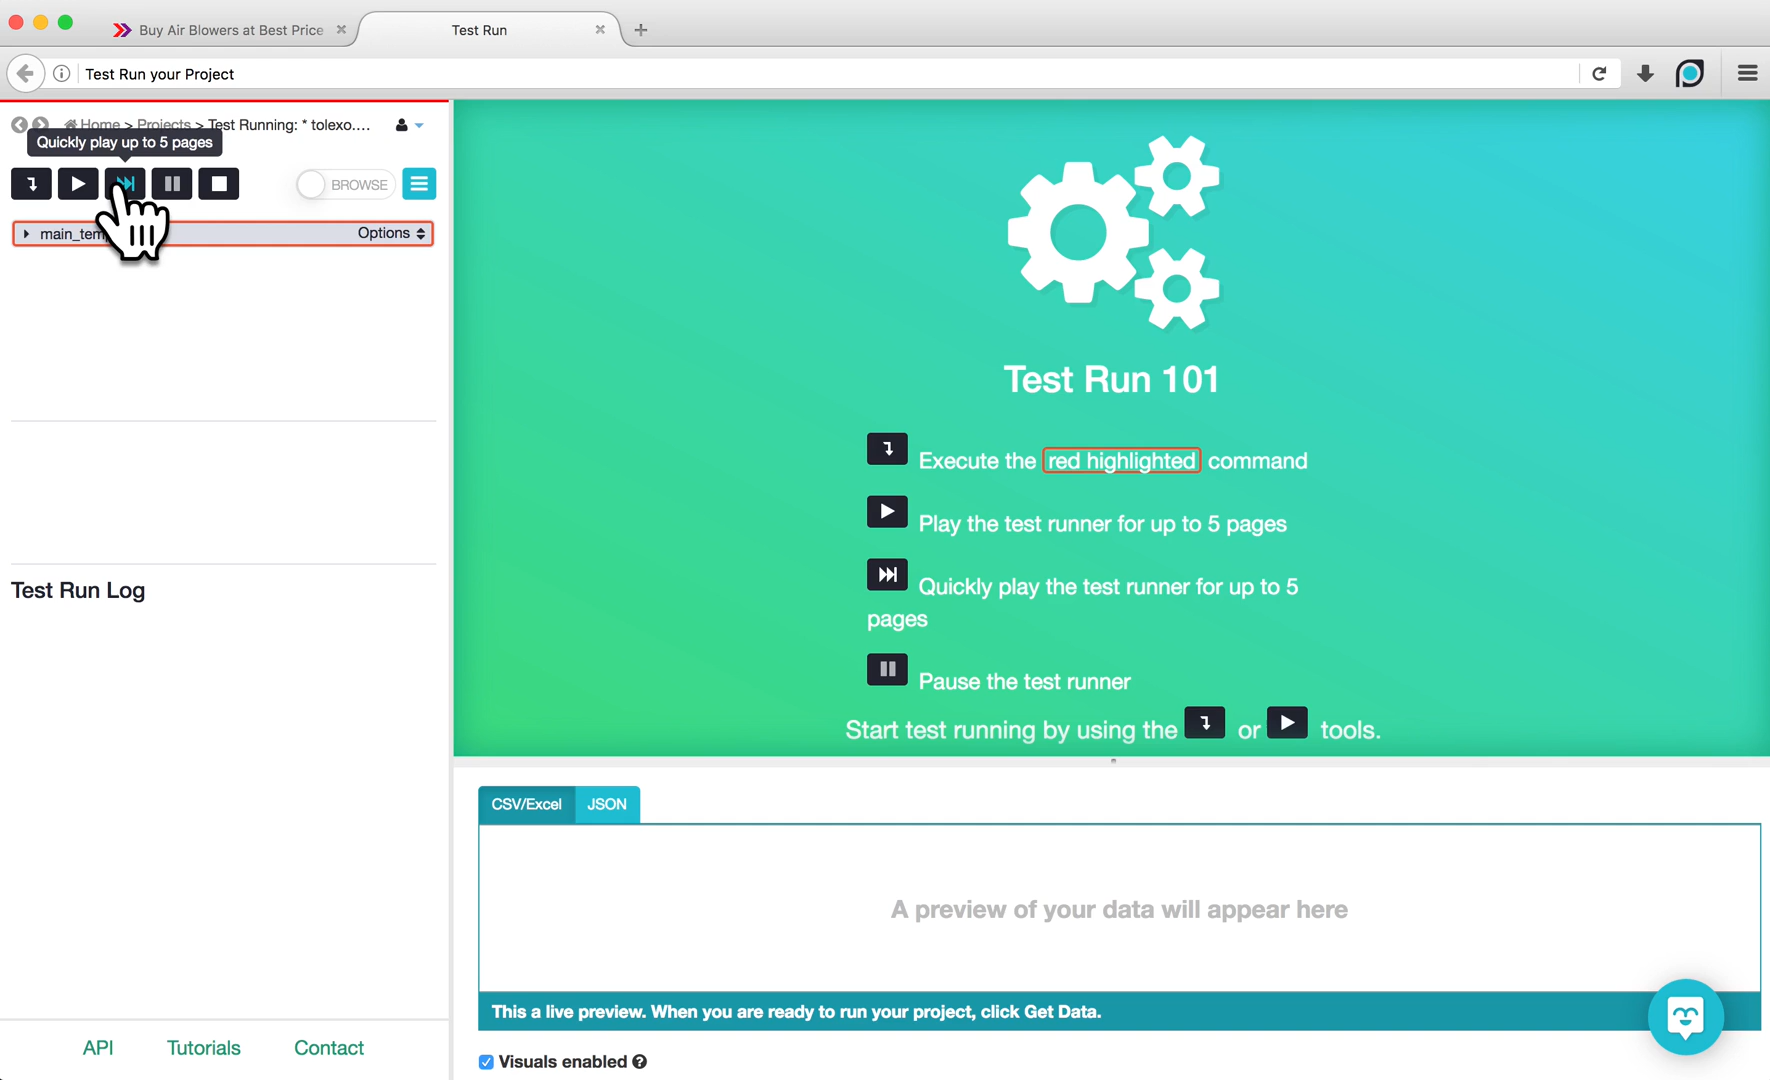 Buy Air Blowers at Best Price
Test Run
Test Run your Project
Home > Projects > Test Running: * tolexo....
Quickly play up to 5 pages
BROWSE
Options
Test Run 101
Execute the red highlighted command
Play the test runner for up to 5 pages
Quickly play the test runner for up to 5
pages
Pause the test runner
Start test running by using the or tools.
Test Run Log
CSV/Excel JSON
A preview of your data will appear here
This a live preview. When you are ready to run your project, click Get Data.
API Tutorials Contact
Visuals enabled